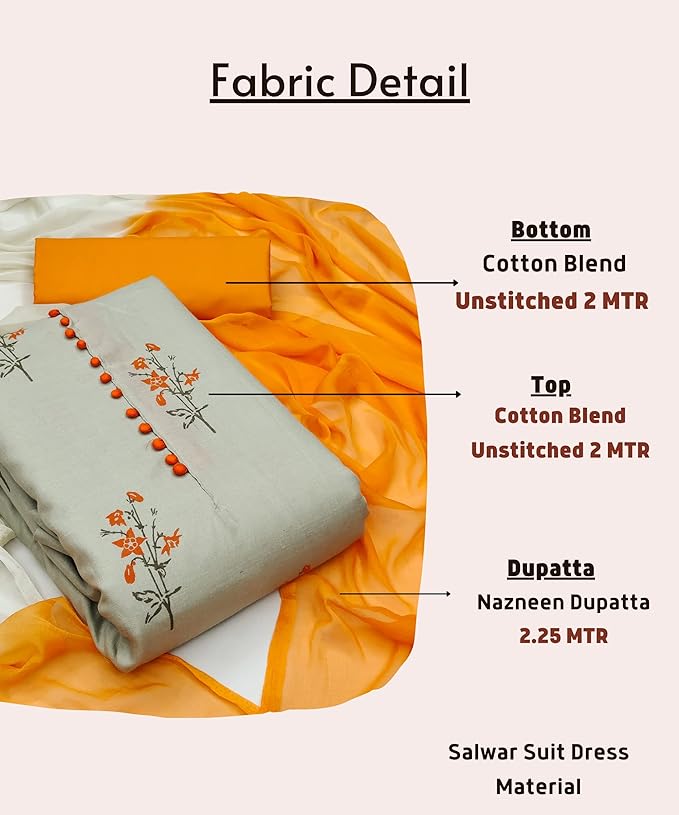 Fabric Detail
Bottom
Cotton Blend
Unstitched 2 MTR
Top
Cotton Blend
Unstitched 2 MTR
Dupatta
Nazneen Dupatta
2.25 MTR
Salwar Suit Dress
Material